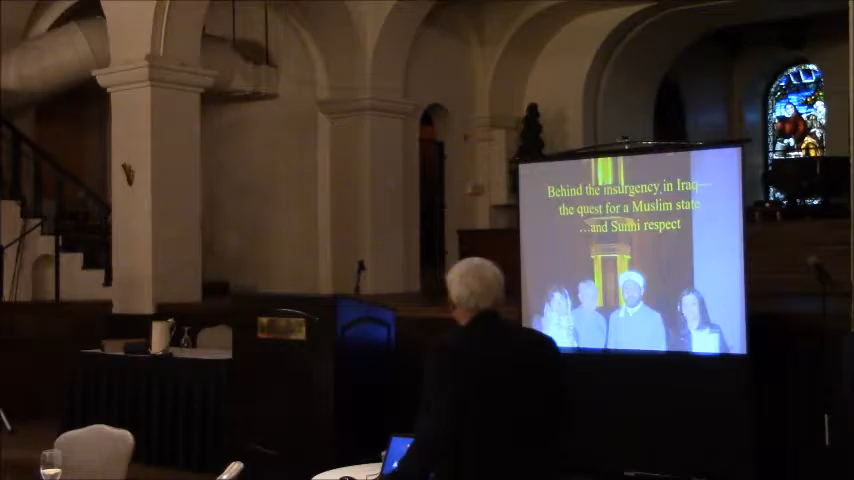 Behind the insurgency in Iraq—
the quest for a Muslim state
…and Sunni respect